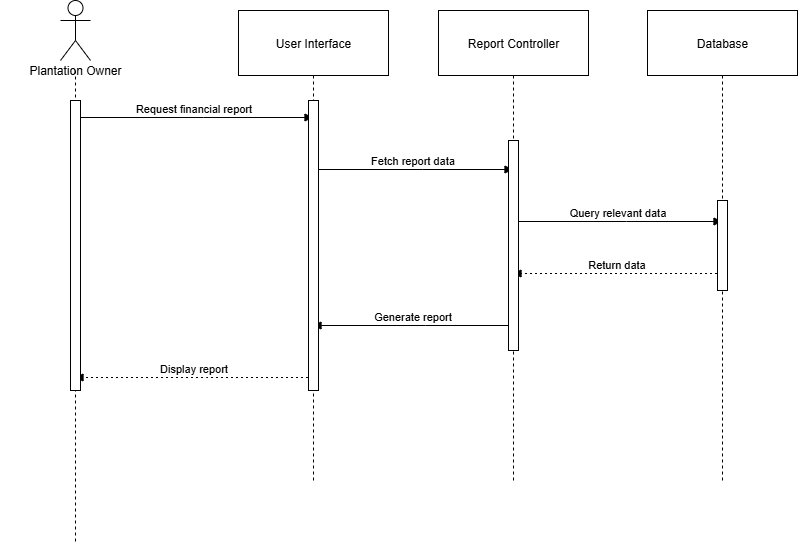 User Interface
Report Controller
Database
Plantation Owner
Request financial report
Fetch report data
Query relevant data
Return data
Generate report
Display report